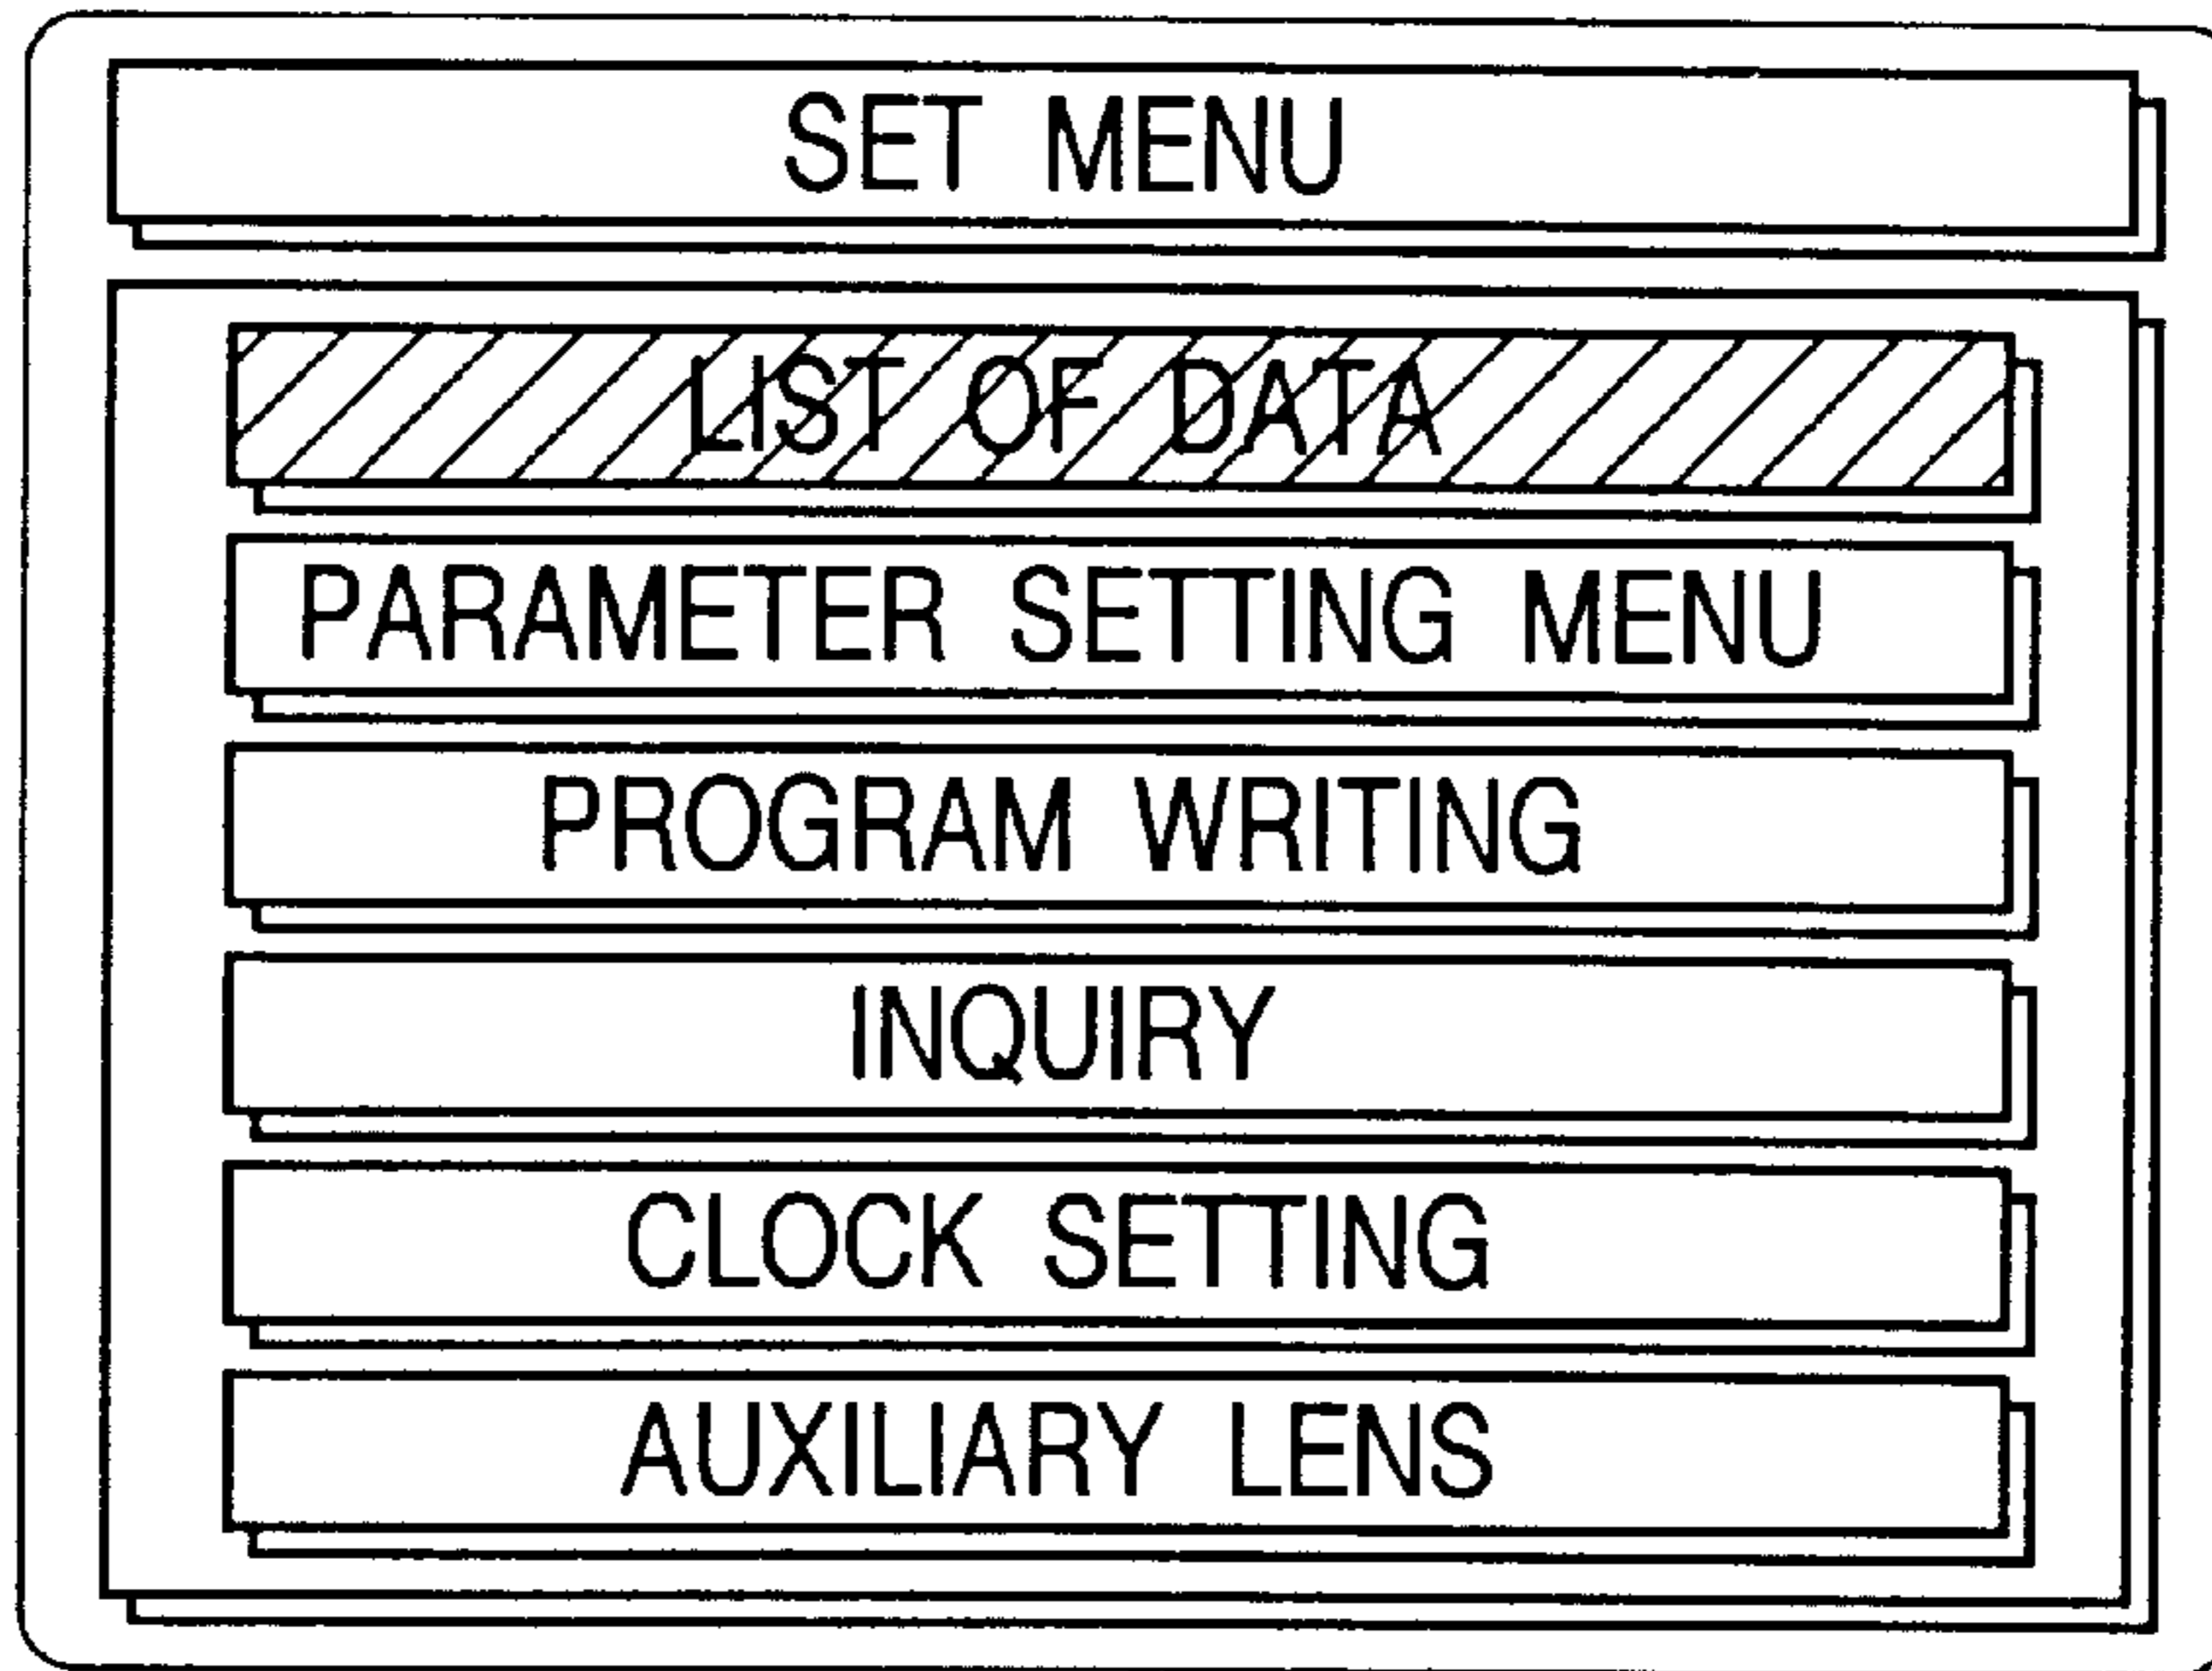 SET MENU
LIST OF DATA
PARAMETER SETTING MENU
PROGRAM WRITING
INQUIRY
CLOCK SETTING
AUXILIARY LENS